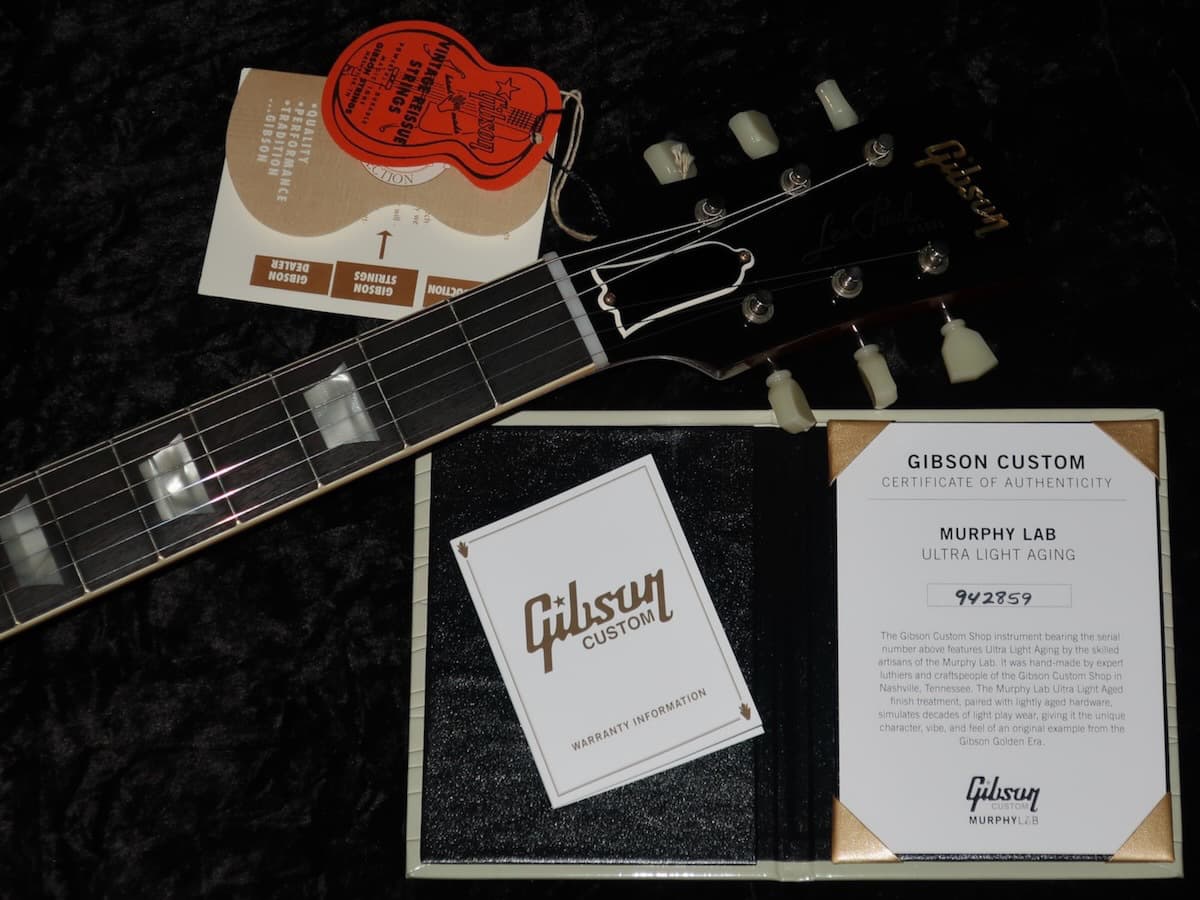 VINTAGE REISSUE
STRINGS
GIBSON STRINGS
Gibson
•QUALITY
•PERFORMANCE
•TRADITION
...GIBSON
GIBSON
DEALER
GIBSON
STRINGS
Gibson
Les Paul
GIBSON CUSTOM
CERTIFICATE OF AUTHENTICITY
MURPHY LAB
ULTRA LIGHT AGING
942859
The Gibson Custom Shop instrument bearing the serial
number above features Ultra Light Aging by the skilled
artisans of the Murphy Lab. It was hand-made by expert
luthiers and craftspeople of the Gibson Custom Shop in
Nashville, Tennessee. The Murphy Lab Ultra Light Aged
finish treatment, paired with lightly aged hardware,
simulates decades of light play wear, giving it the unique
character, vibe, and feel of an original example from the
Gibson Golden Era.
Gibson
CUSTOM
MURPHYLAB
Gibson
CUSTOM
WARRANTY INFORMATION